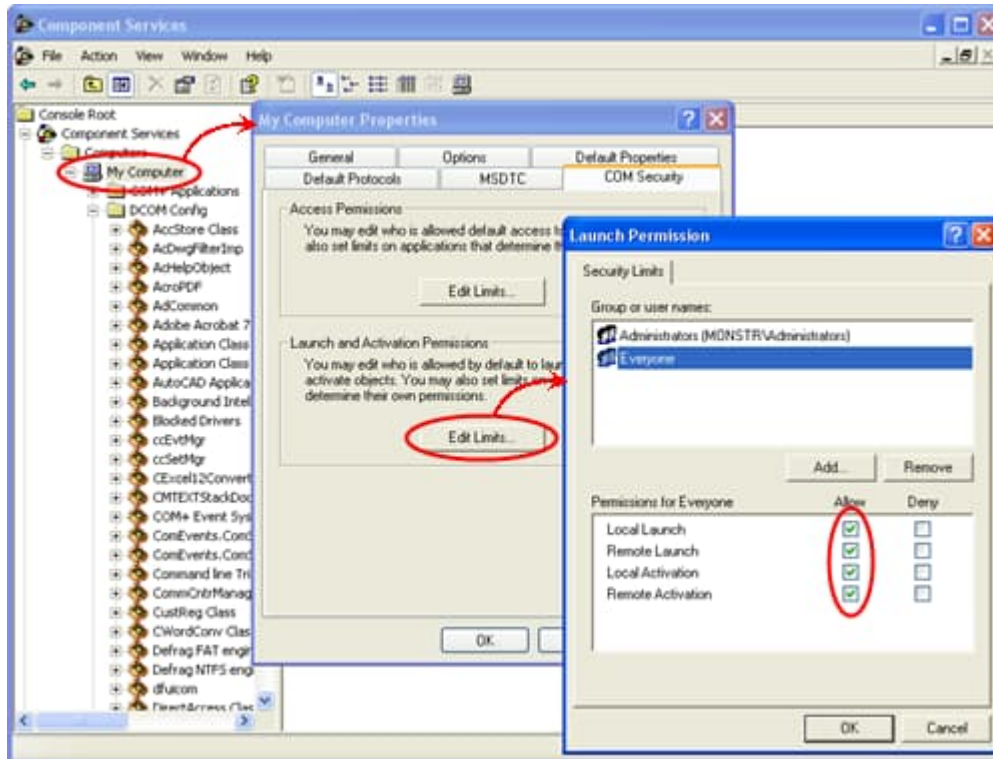 Component Services
File Action View Window Help
Console Root
Component Services
Computers
My Computer
COM+ Applications
DCOM Config
AccStore Class
AcDwgFilterImp
AcHelpObject
AcroPDF
AdCommon
Adobe Acrobat 7
Application Class
Application Class
AutoCAD Applica
Background Intel
Blocked Drivers
ccEvtMgr
ccSetMgr
CExcel12Convert
CMTEXTStackDoc
COM+ Event Sys
ComEvents.Com
ComEvents.Com
Command line Tri
CommCntrManag
CustReg Class
CWordConv Clas
Defrag FAT engin
Defrag NTFS eng
dfuicom
DirectAccess Clas
My Computer Properties
General Options Default Properties
Default Protocols MSDTC COM Security
Access Permissions
You may edit who is allowed default access t
also set limits on applications that determine th
Edit Limits...
Launch and Activation Permissions
You may edit who is allowed by default to laun
activate objects. You may also set limits on
determine their own permissions.
Edit Limits...
OK
Launch Permission
Security Limits
Group or user names:
Administrators (MONSTR\Administrators)
Everyone
Add... Remove
Permissions for Everyone Allow Deny
Local Launch
Remote Launch
Local Activation
Remote Activation
OK Cancel